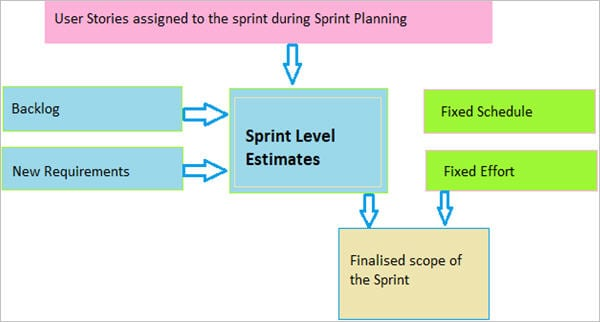 User Stories assigned to the sprint during Sprint Planning
Backlog
New Requirements
Sprint Level
Estimates
Fixed Schedule
Fixed Effort
Finalised scope of
the Sprint